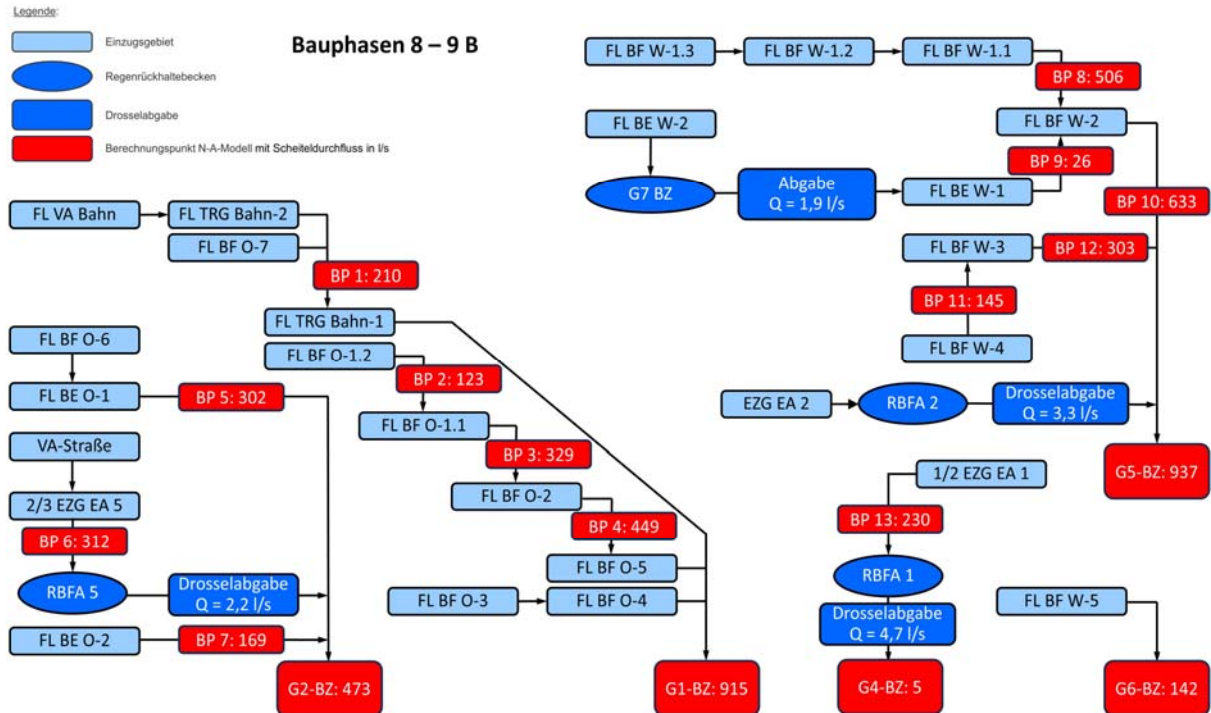 Legende:
Einzugsgebiet
Regenrückhaltebecken
Drosselabgabe
Berechnungspunkt N-A-Modell mit Scheiteldurchfluss in l/s
Bauphasen 8 – 9 B
FL BF W-1.3
FL BF W-1.2
FL BF W-1.1
BP 8: 506
FL BE W-2
FL BF W-2
BP 9: 26
G7 BZ
Abgabe
Q = 1,9 l/s
FL BE W-1
BP 10: 633
FL VA Bahn
FL TRG Bahn-2
FL BF O-7
BP 1: 210
FL BF W-3
BP 12: 303
BP 11: 145
FL BF W-4
FL TRG Bahn-1
FL BF O-6
FL BF O-1.2
BP 2: 123
FL BE O-1
BP 5: 302
FL BF O-1.1
EZG EA 2
RBFA 2
Drosselabgabe
Q = 3,3 l/s
VA-Straße
BP 3: 329
2/3 EZG EA 5
FL BF O-2
1/2 EZG EA 1
G5-BZ: 937
BP 6: 312
BP 4: 449
BP 13: 230
RBFA 5
Drosselabgabe
Q = 2,2 l/s
FL BF O-5
RBFA 1
FL BF O-3
FL BF O-4
Drosselabgabe
Q = 4,7 l/s
FL BF W-5
FL BE O-2
BP 7: 169
G2-BZ: 473
G1-BZ: 915
G4-BZ: 5
G6-BZ: 142